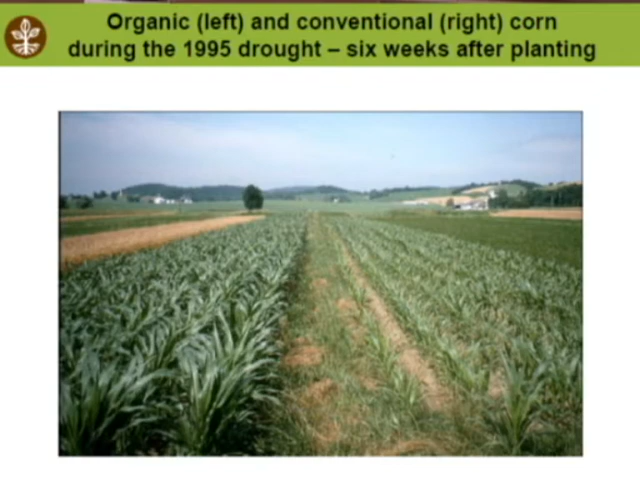 Organic (left) and conventional (right) corn
during the 1995 drought – six weeks after planting